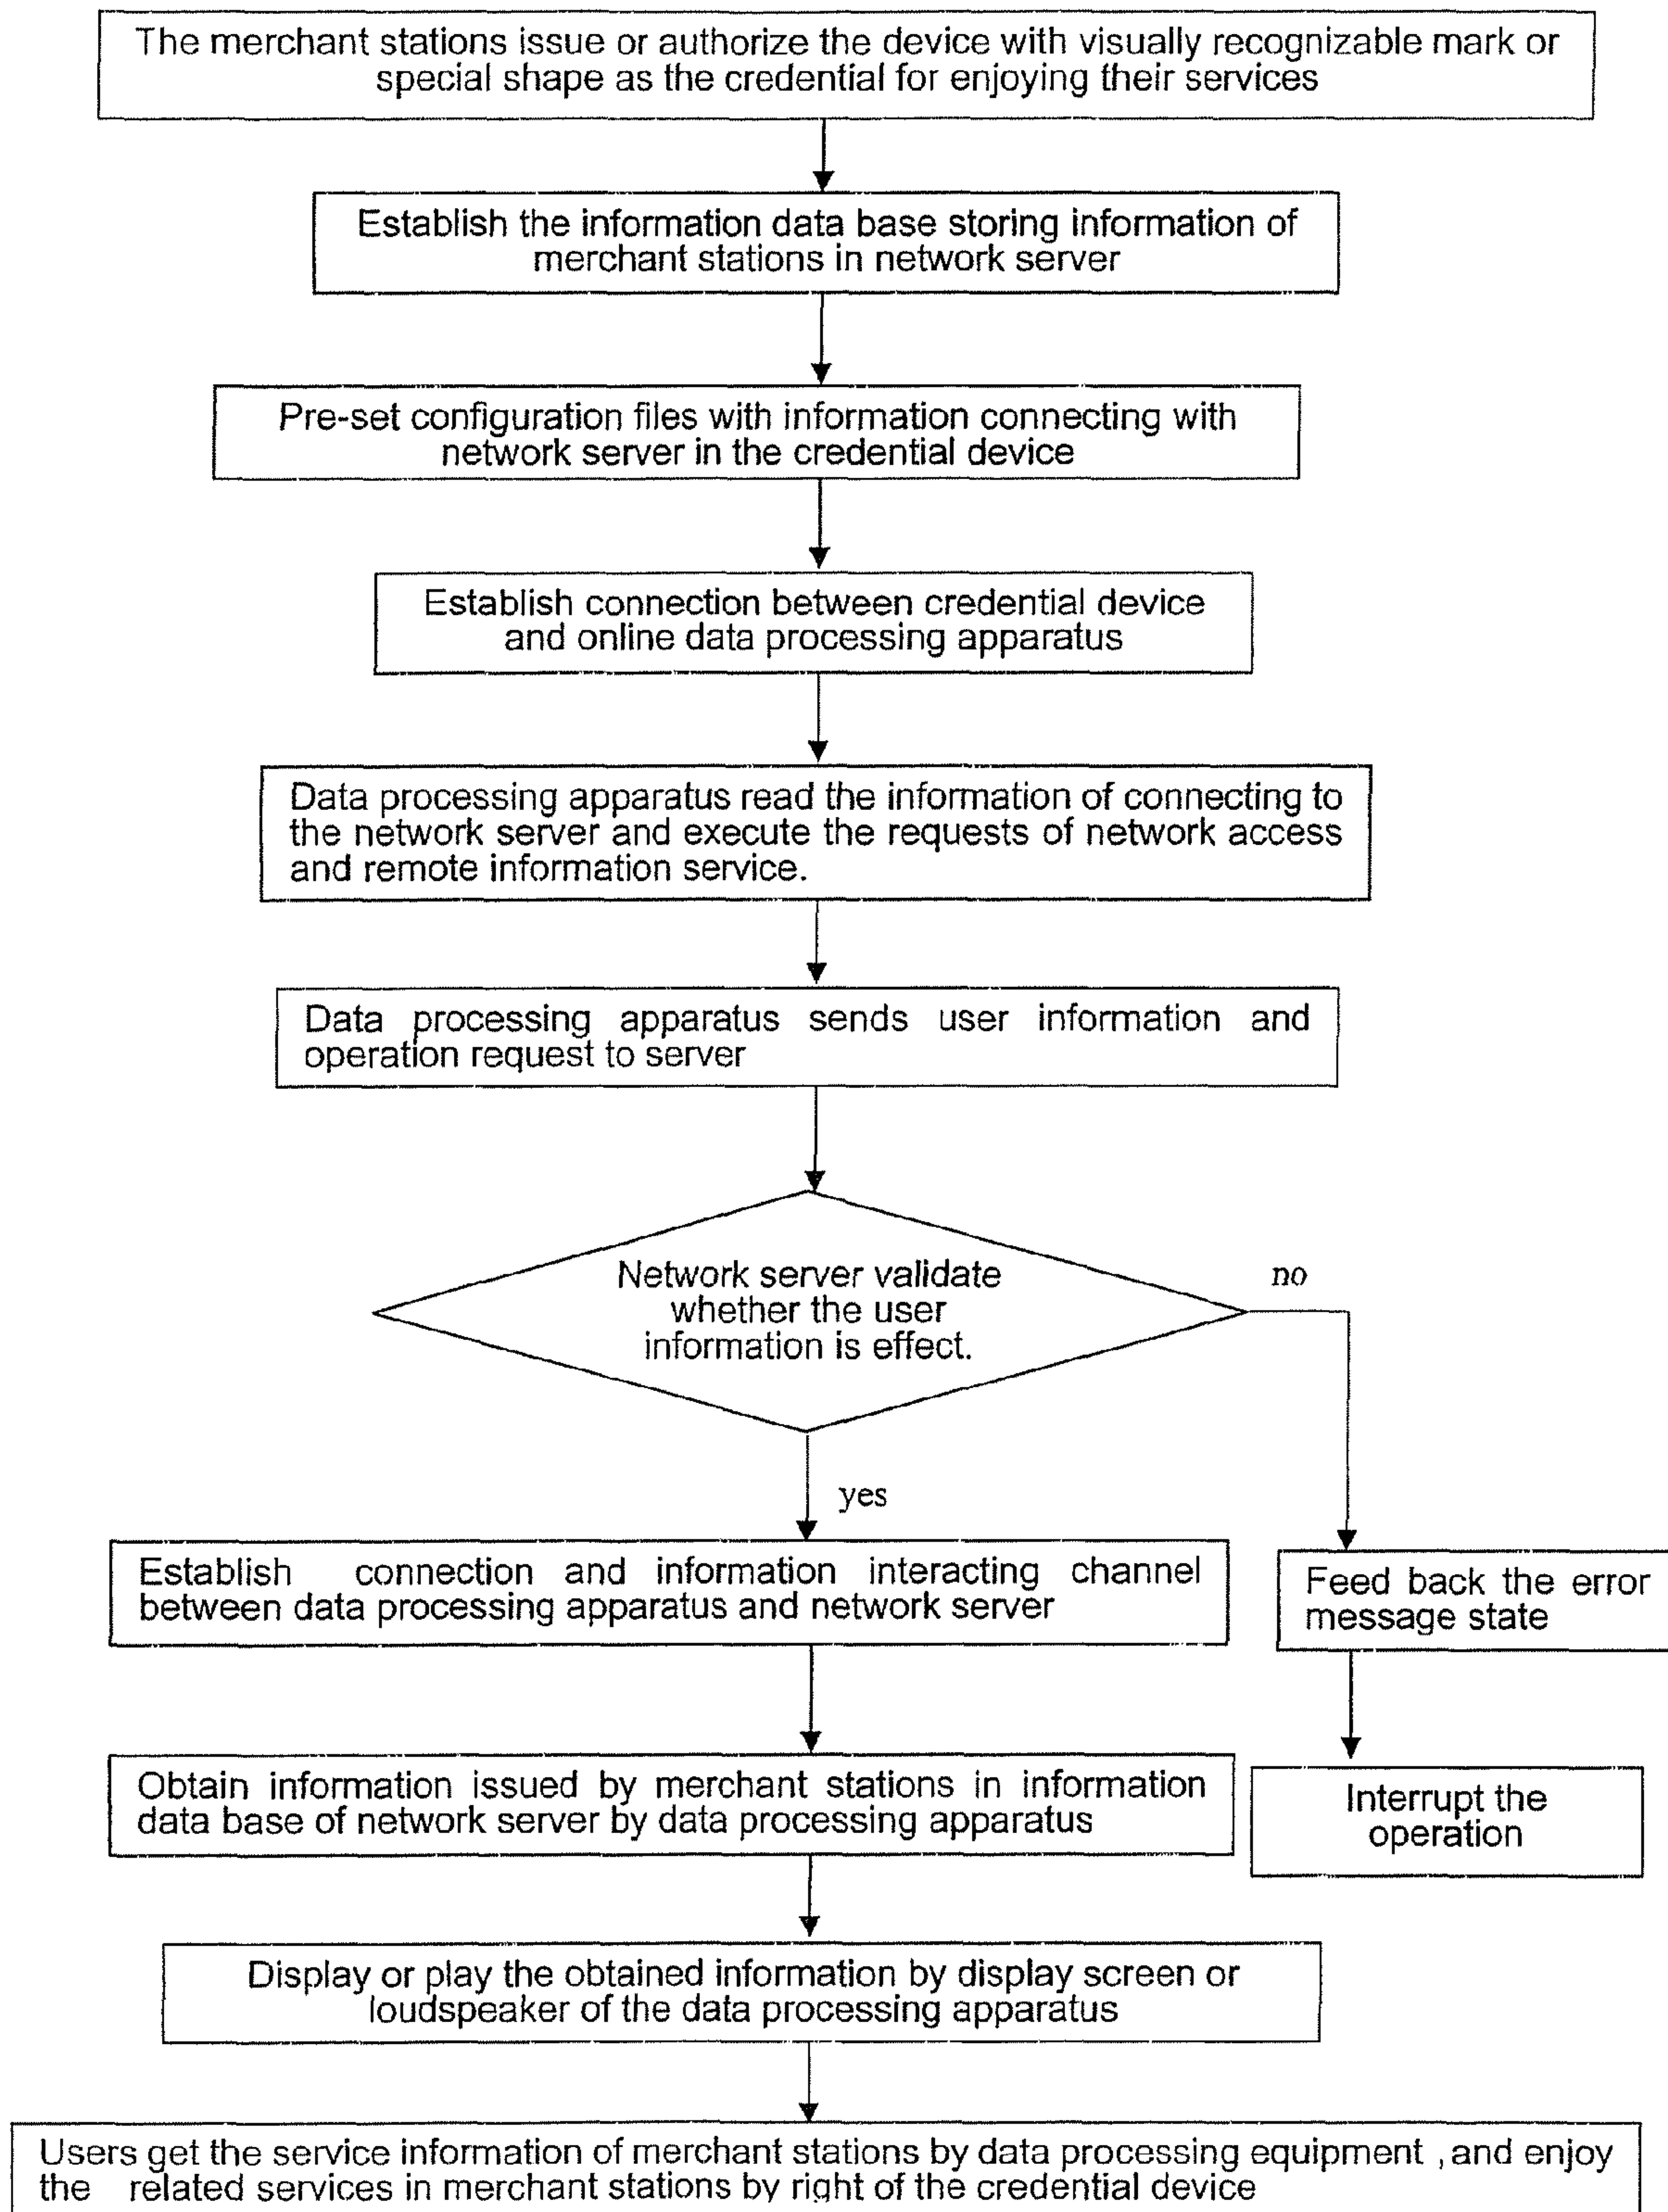 The merchant stations issue or authorize the device with visually recognizable mark or
special shape as the credential for enjoying their services
Establish the information data base storing information of
merchant stations in network server
Pre-set configuration files with information connecting with
network server in the credential device
Establish connection between credential device
and online data processing apparatus
Data processing apparatus read the information of connecting to
the network server and execute the requests of network access
and remote information service.
Data processing apparatus sends user information and
operation request to server
Network server validate
whether the user
information is effect.
no
yes
Establish connection and information interacting channel
between data processing apparatus and network server
Feed back the error
message state
Obtain information issued by merchant stations in information
data base of network server by data processing apparatus
Interrupt the
operation
Display or play the obtained information by display screen or
loudspeaker of the data processing apparatus
Users get the service information of merchant stations by data processing equipment , and enjoy
the related services in merchant stations by right of the credential device